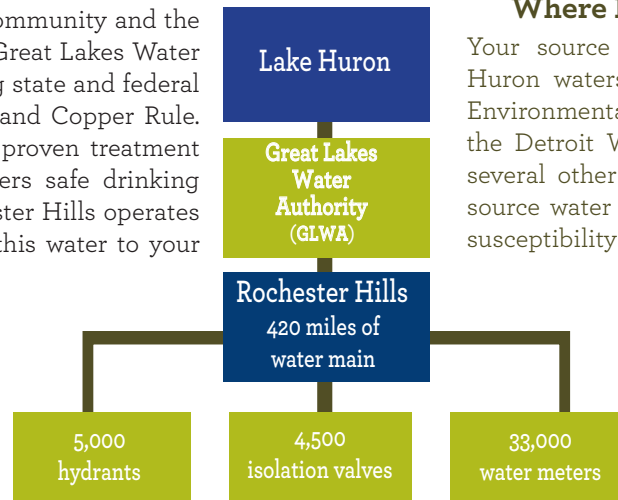 ommunity and the
Great Lakes Water
g state and federal
and Copper Rule.
proven treatment
ers safe drinking
ster Hills operates
this water to your
Lake Huron
Great Lakes
Water
Authority
(GLWA)
Rochester Hills
420 miles of
water main
5,000
hydrants
4,500
isolation valves
33,000
water meters
Where
Your source
Huron waters
Environmenta
the Detroit W
several other
source water
susceptibility